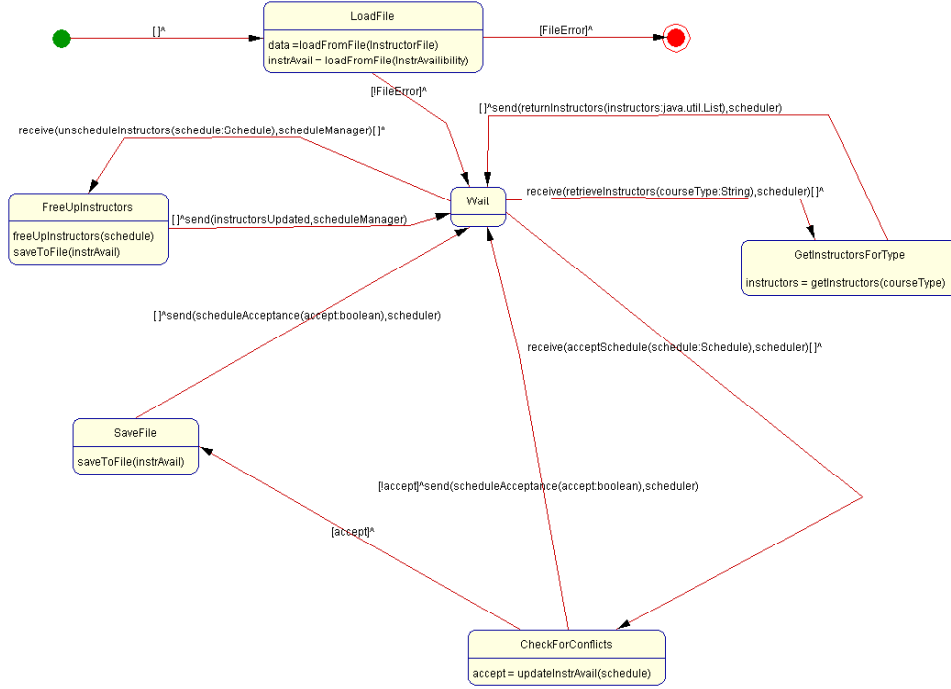 LoadFile
[ ]^
data =loadFromFile(InstructorFile)
instrAvail = loadFromFile(InstrAvailibility)
[FileError]^
[!FileError]^
[ ]^send(returnInstructors(instructors:java.util.List),scheduler)
receive(unscheduleInstructors(schedule:Schedule),scheduleManager)[ ]^
Wait
receive(retrieveInstructors(courseType:String),scheduler)[ ]^
FreeUpInstructors
[ ]^send(instructorsUpdated,scheduleManager)
freeUpInstructors(schedule)
saveToFile(instrAvail)
GetInstructorsForType
instructors = getInstructors(courseType)
[ ]^send(scheduleAcceptance(accept:boolean),scheduler)
receive(acceptSchedule(schedule:Schedule),scheduler)[ ]^
SaveFile
saveToFile(instrAvail)
[!accept]^send(scheduleAcceptance(accept:boolean),scheduler)
[accept]^
CheckForConflicts
accept = updateInstrAvail(schedule)